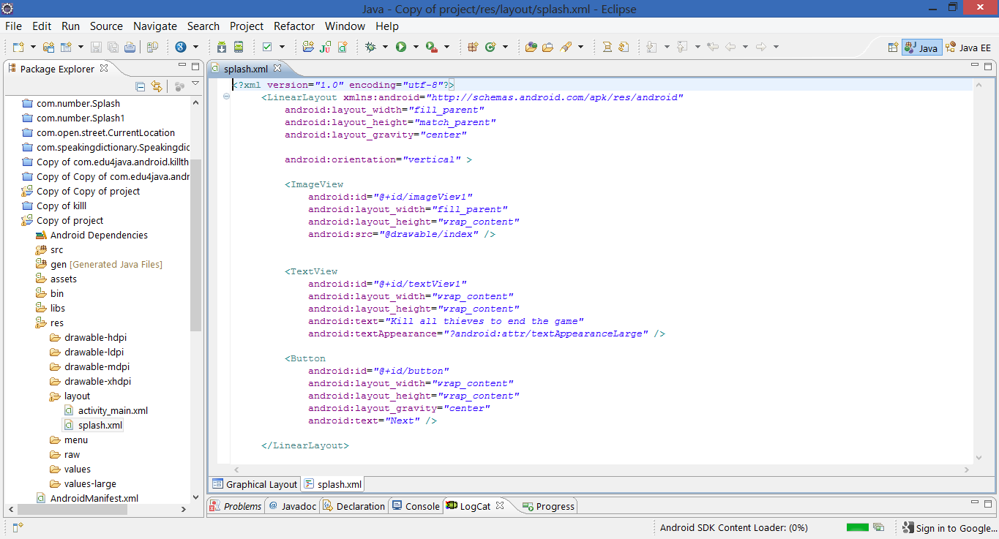 Java - Copy of project/res/layout/splash.xml - Eclipse
File Edit Run Source Navigate Search Project Refactor Window Help
Java Java EE
Package Explorer
com.number.Splash
com.number.Splash1
com.open.street.CurrentLocation
com.speakingdictionary.Speakingdic
Copy of com.edu4java.android.killth
Copy of Copy of com.edu4java.andr
Copy of Copy of project
Copy of killl
Copy of project
Android Dependencies
src
gen [Generated Java Files]
assets
bin
libs
res
drawable-hdpi
drawable-ldpi
drawable-mdpi
drawable-xhdpi
layout
activity_main.xml
splash.xml
menu
raw
values
values-large
AndroidManifest.xml
splash.xml
<?xml version="1.0" encoding="utf-8"?>
<LinearLayout xmlns:android="http://schemas.android.com/apk/res/android"
android:layout_width="fill_parent"
android:layout_height="match_parent"
android:layout_gravity="center"
android:orientation="vertical" >
<ImageView
android:id="@+id/imageView1"
android:layout_width="fill_parent"
android:layout_height="wrap_content"
android:src="@drawable/index" />
<TextView
android:id="@+id/textView1"
android:layout_width="wrap_content"
android:layout_height="wrap_content"
android:text="Kill all thieves to end the game"
android:textAppearance="?android:attr/textAppearanceLarge" />
<Button
android:id="@+id/button"
android:layout_width="wrap_content"
android:layout_height="wrap_content"
android:layout_gravity="center"
android:text="Next" />
</LinearLayout>
Graphical Layout splash.xml
Problems @ Javadoc Declaration Console LogCat Progress
Android SDK Content Loader: (0%)
Sign in to Google...